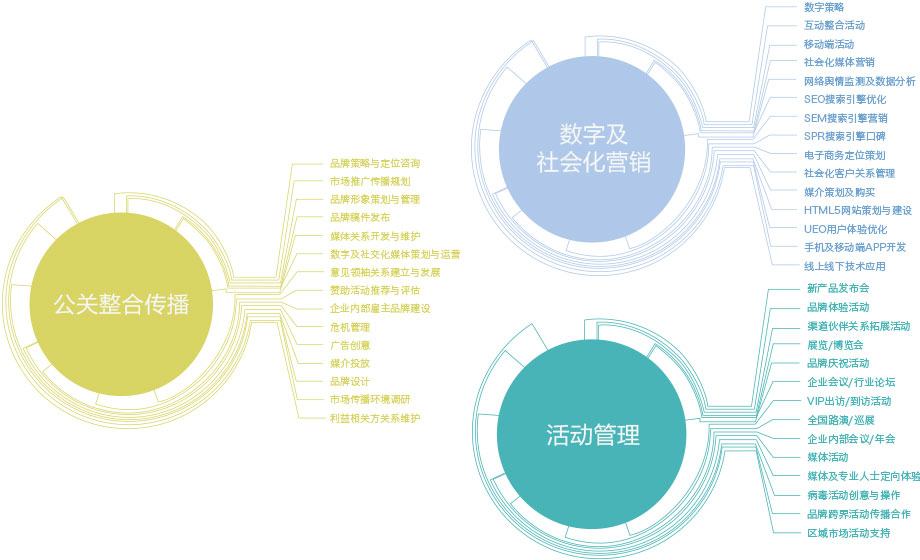 公关整合传播
品牌策略与定位咨询
市场推广传播规划
品牌形象策划与管理
品牌稿件发布
媒体关系开发与维护
数字及社交化媒体策划与运营
意见领袖关系建立与发展
赞助活动推荐与评估
企业内部雇主品牌建设
危机管理
广告创意
媒介投放
品牌设计
市场传播环境调研
利益相关方关系维护
数字及
社会化营销
数字策略
互动整合活动
移动端活动
社会化媒体营销
网络舆情监测及数据分析
SEO搜索引擎优化
SEM搜索引擎营销
SPR搜索引擎口碑
电子商务定位策划
社会化客户关系管理
媒介策划及购买
HTML5网站策划与建设
UEO用户体验优化
手机及移动端APP开发
线上线下技术应用
活动管理
新产品发布会
品牌体验活动
渠道伙伴关系拓展活动
展览/博览会
品牌庆祝活动
企业会议/行业论坛
VIP出访/到访活动
全国路演/巡展
企业内部会议/年会
媒体活动
媒体及专业人士定向体验
病毒活动创意与操作
品牌跨界活动传播合作
区域市场活动支持